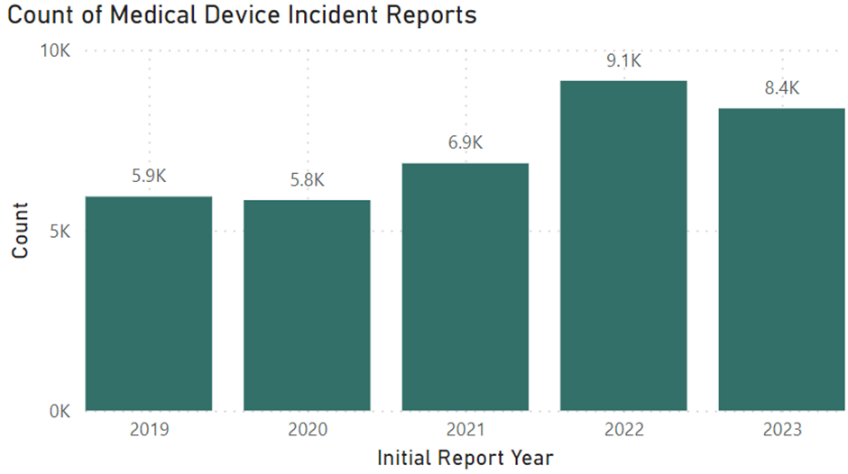 Count of Medical Device Incident Reports
10K
9.1K
8.4K
6.9K
5.9K
5.8K
Count
5K
0K
2019 2020 2021 2022 2023
Initial Report Year